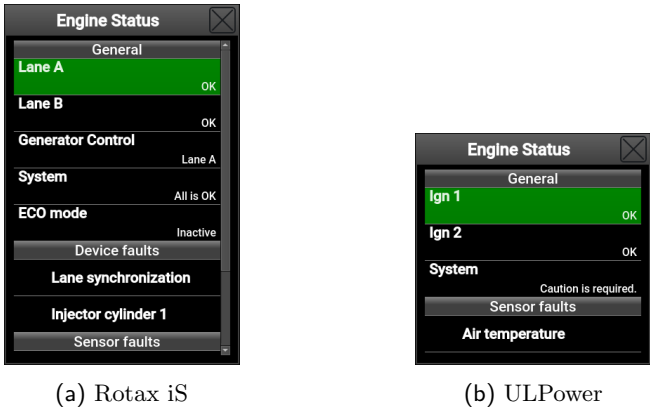 Engine Status
General
Lane A
OK
Lane B
OK
Generator Control
Lane A
System
All is OK
ECO mode
Inactive
Device faults
Lane synchronization
Injector cylinder 1
Sensor faults
(a) Rotax iS
Engine Status
General
Ign 1
OK
Ign 2
OK
System
Caution is required.
Sensor faults
Air temperature
(b) ULPower